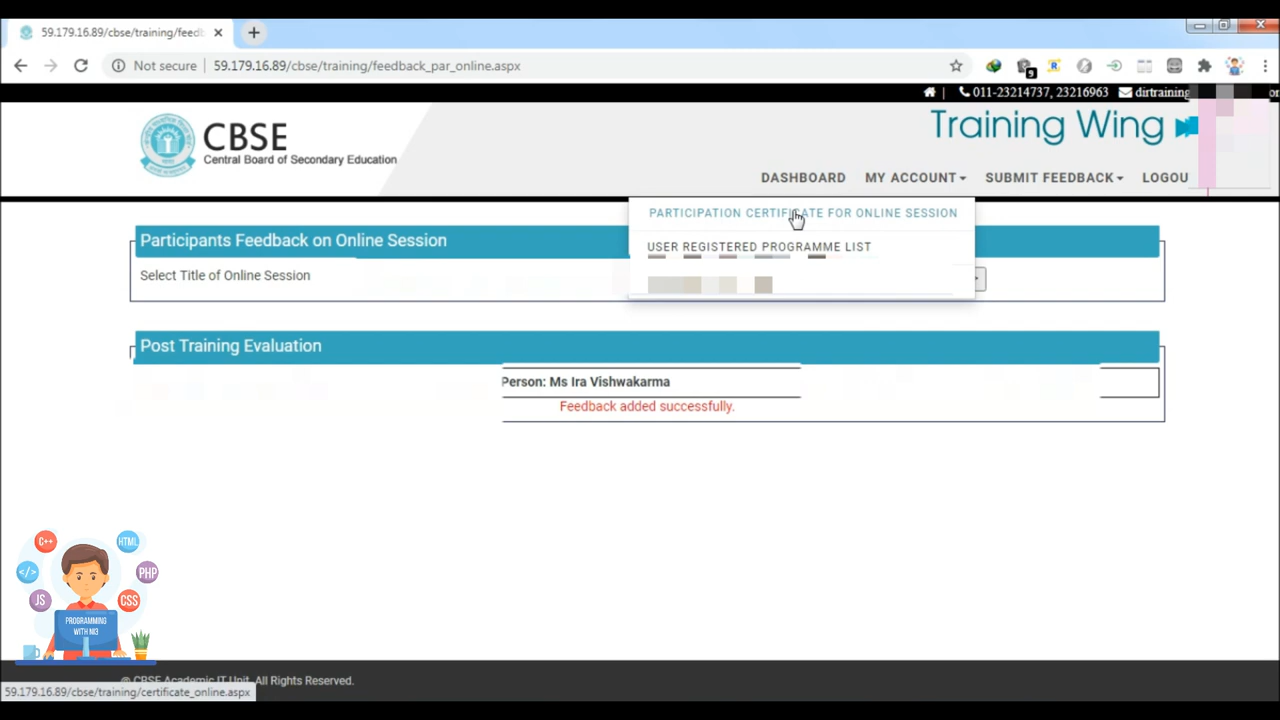 59.179.16.89/cbse/training/feedb
Not secure
59.179.16.89/cbse/training/feedback_par_online.aspx
9
011-23214737, 23216963 dirtraining
CBSE
Central Board of Secondary Education
Training Wing
DASHBOARD MY ACCOUNT SUBMIT FEEDBACK LOGOU
PARTICIPATION CERTIFICATE FOR ONLINE SESSION
USER REGISTERED PROGRAMME LIST
Participants Feedback on Online Session
Select Title of Online Session
Post Training Evaluation
Person: Ms Ira Vishwakarma
Feedback added successfully.
C++
HTML
</>
PHP
JS
CSS
PROGRAMMING
WITH NI3
© CBSE Academic IT Unit. All Rights Reserved.
59.179.16.89/cbse/training/certificate_online.aspx